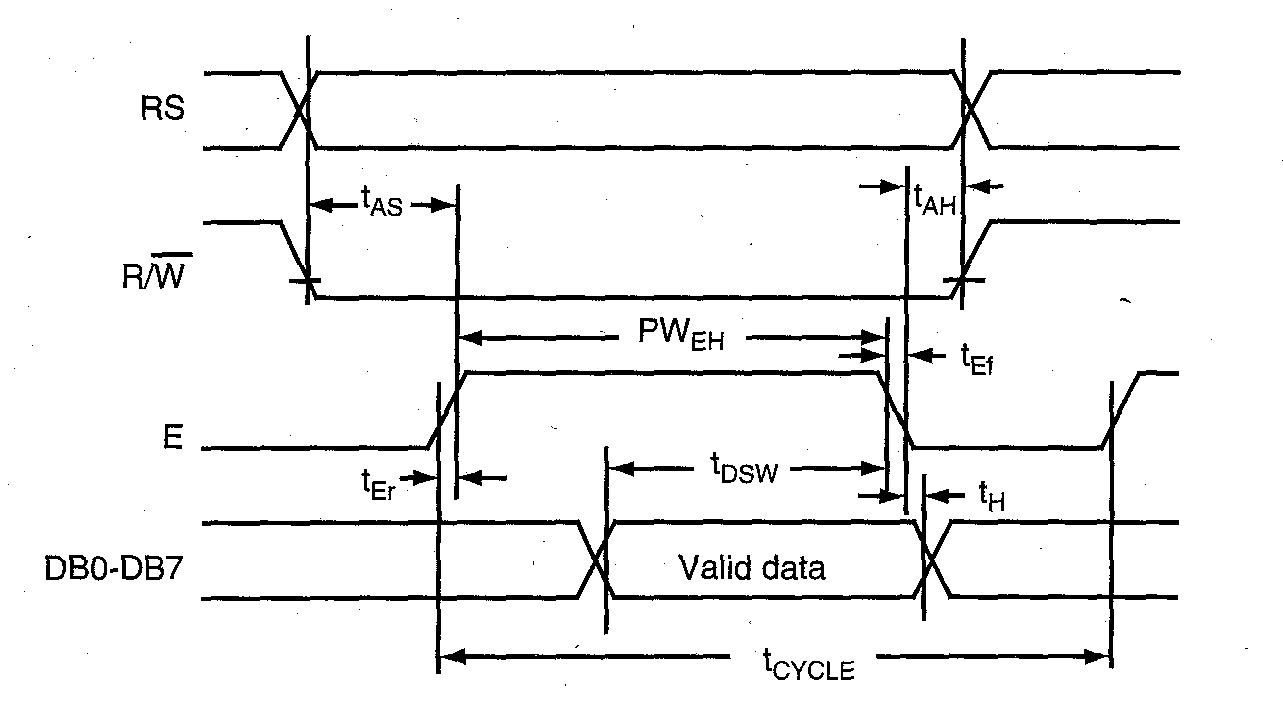 RS
tAS
tAH
R/W̅
PWEH
tEf
E
tDSW
tEr
tH
DB0-DB7
Valid data
tCYCLE